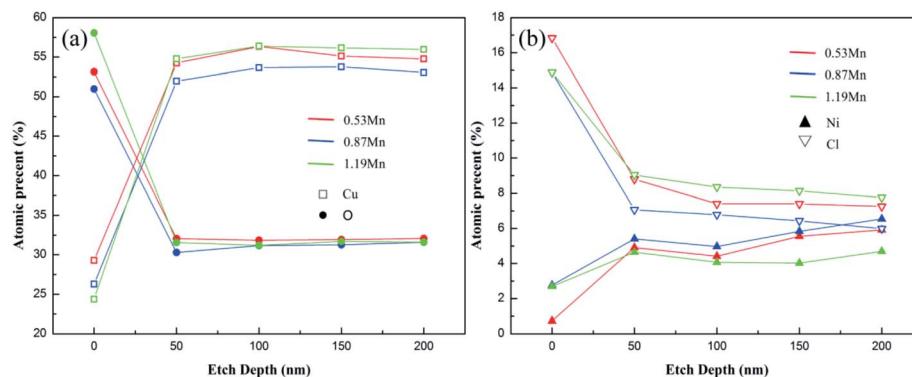 (a)
60
55
50
45
40
35
30
25
20
Atomic precent (%)
0.53Mn
0.87Mn
1.19Mn
Cu
O
0 50 100 150 200
Etch Depth (nm)
(b)
18
16
14
12
10
8
6
4
2
0
Atomic precent (%)
0.53Mn
0.87Mn
1.19Mn
Ni
Cl
0 50 100 150 200
Etch Depth (nm)